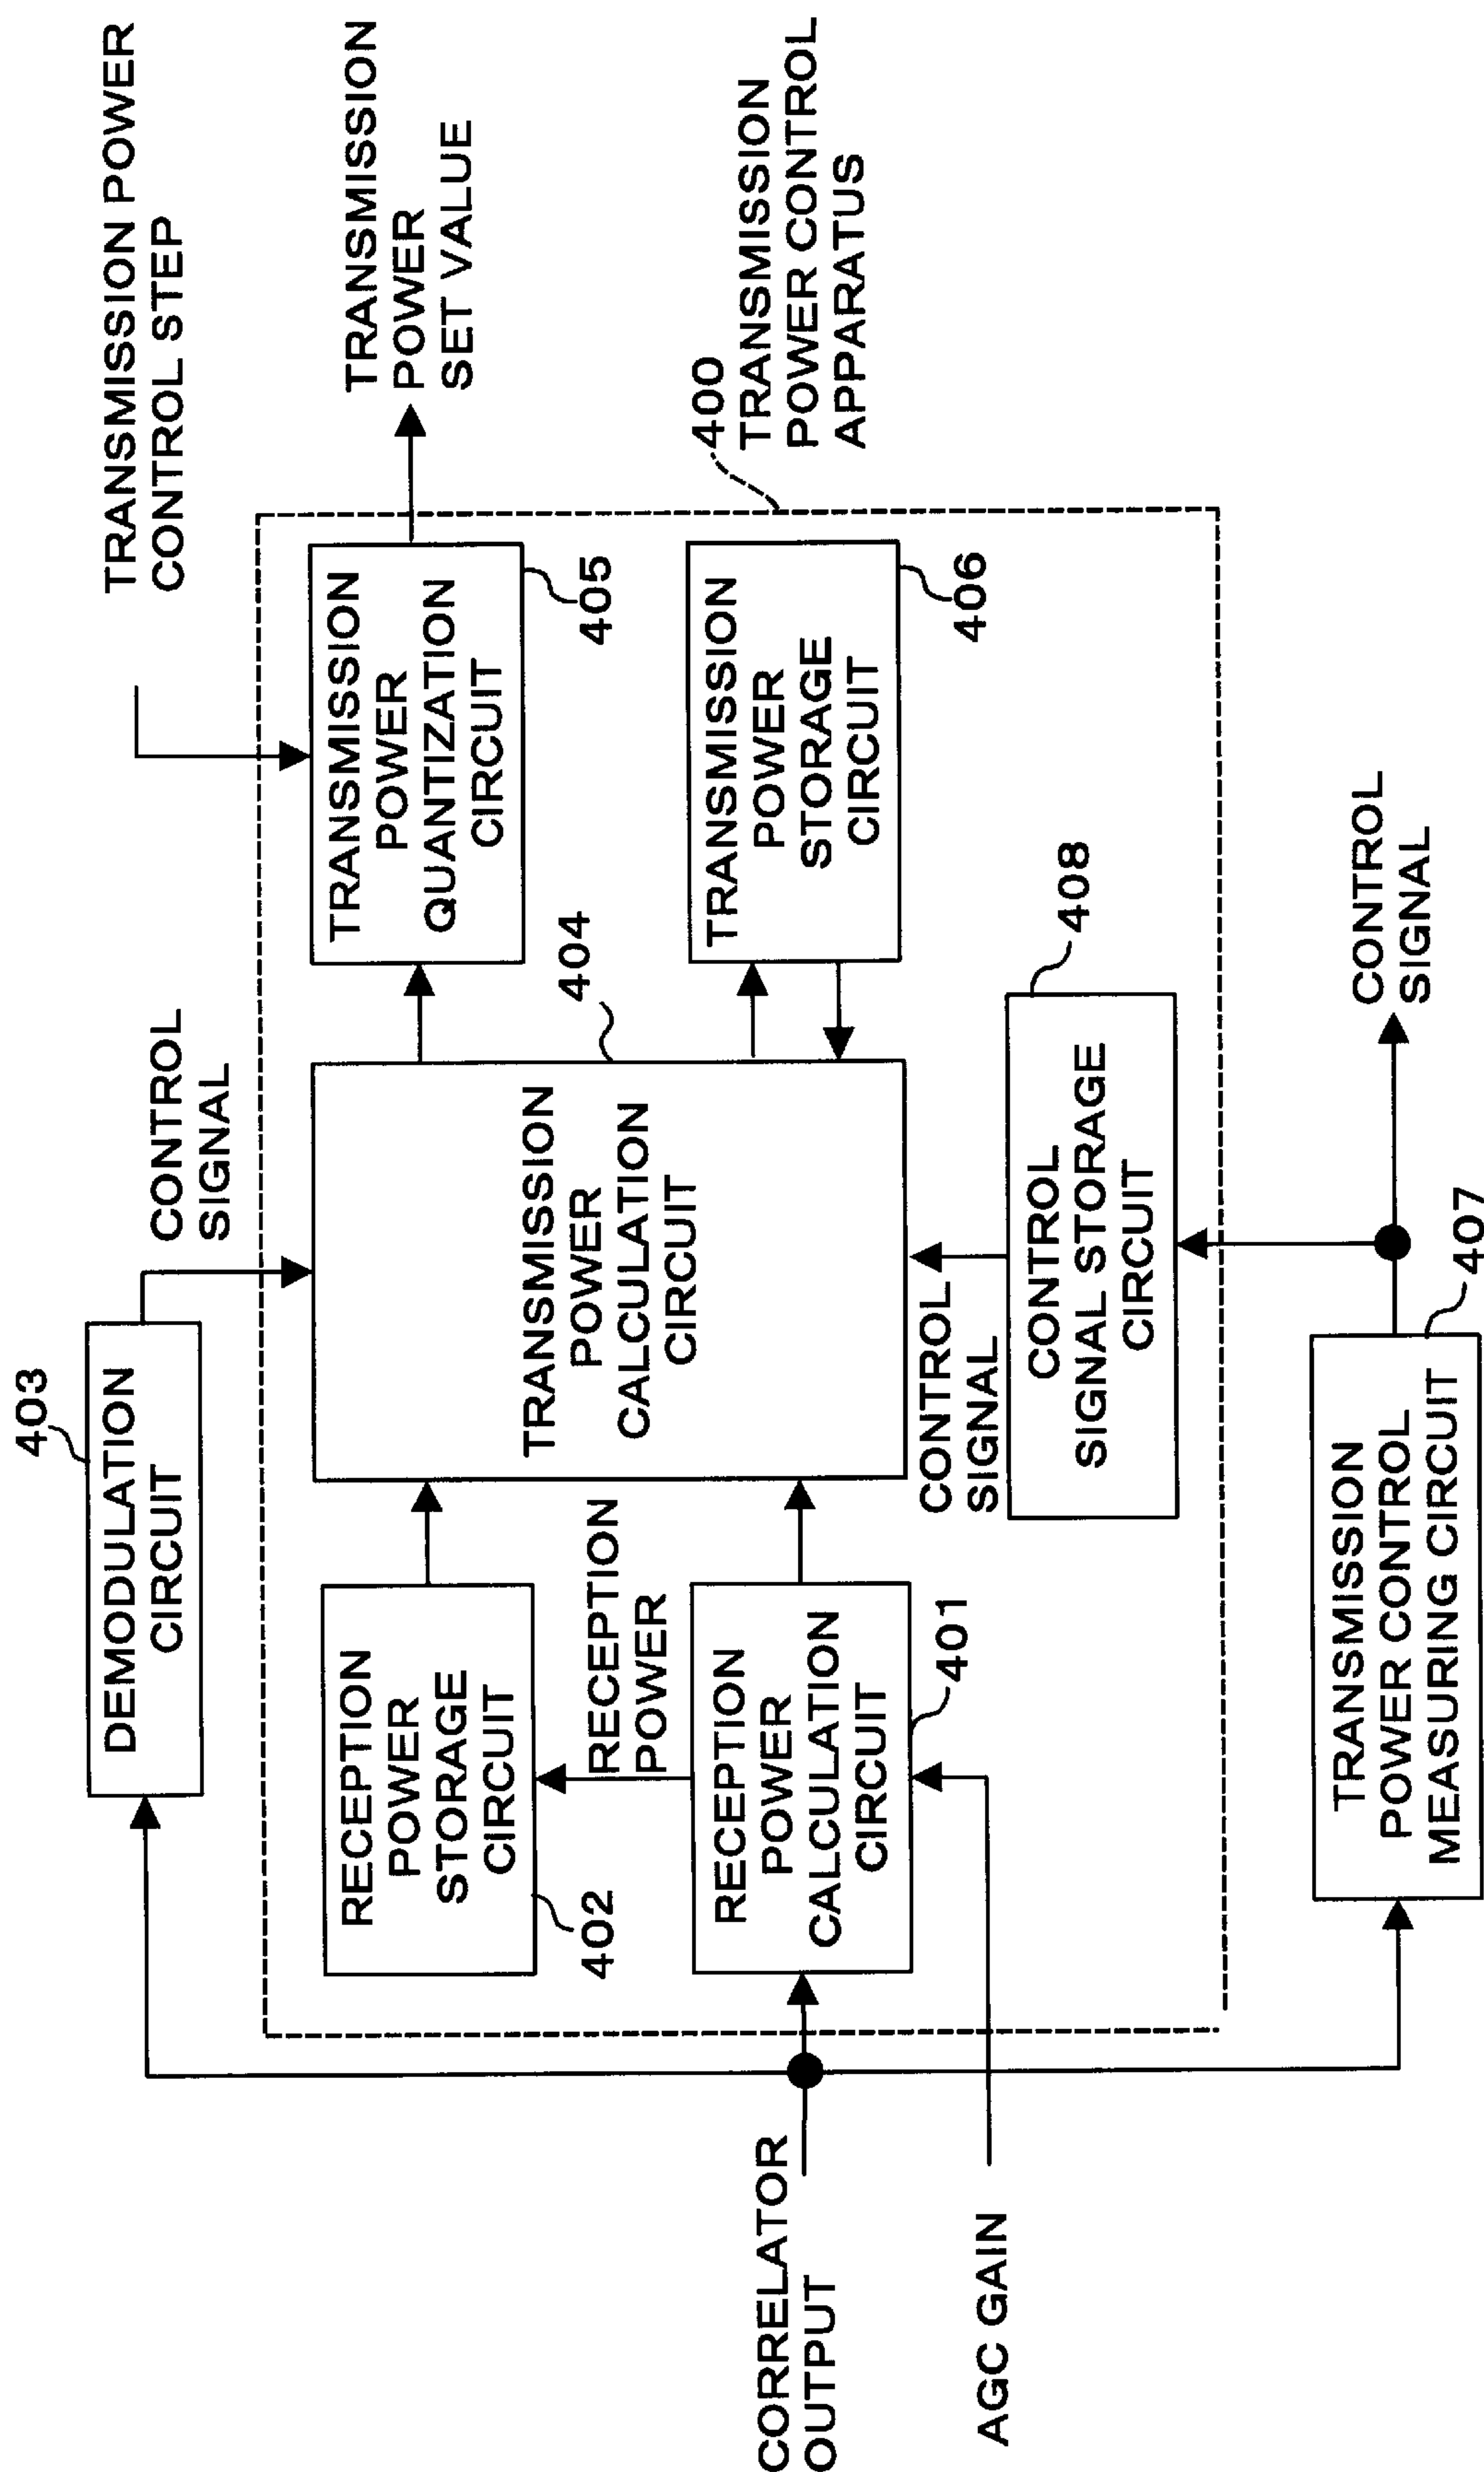 TRANSMISSION POWER
CONTROL STEP
403
DEMODULATION
CIRCUIT
CONTROL
SIGNAL
TRANSMISSION
POWER
SET VALUE
RECEPTION
POWER
STORAGE
CIRCUIT
402
TRANSMISSION
POWER
CALCULATION
CIRCUIT
404
TRANSMISSION
POWER
QUANTIZATION
CIRCUIT
405
RECEPTION
POWER
400
TRANSMISSION
POWER CONTROL
APPARATUS
CORRELATOR
OUTPUT
RECEPTION
POWER
CALCULATION
CIRCUIT
401
TRANSMISSION
POWER
STORAGE
CIRCUIT
406
CONTROL
SIGNAL
AGC GAIN
CONTROL
SIGNAL STORAGE
CIRCUIT
408
TRANSMISSION
POWER CONTROL
MEASURING CIRCUIT
407
CONTROL
SIGNAL